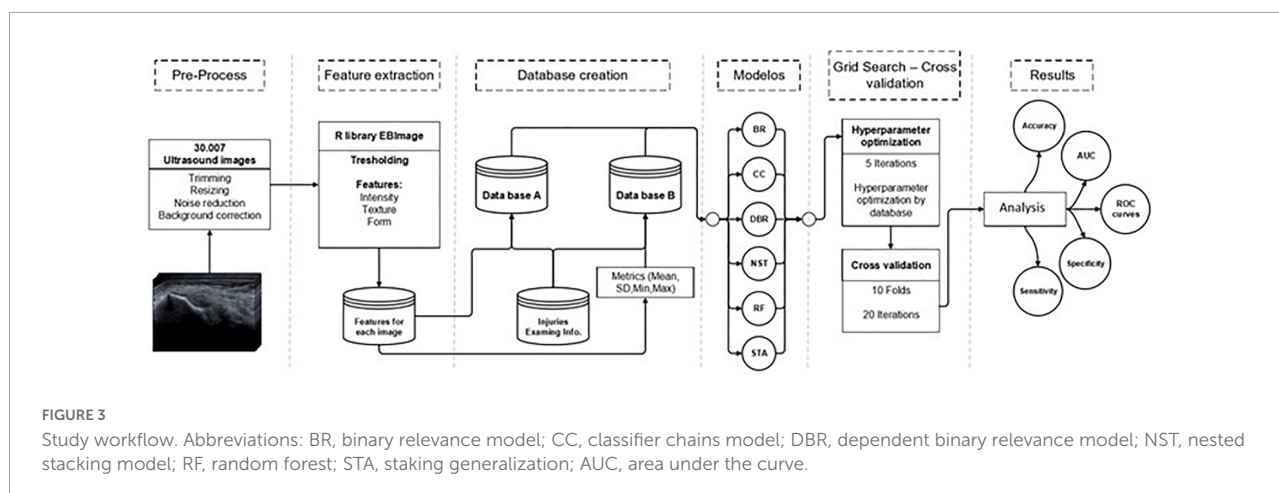 Pre-Process
Feature extraction
Database creation
Modelos
Grid Search – Cross
validation
Results
30.007
Ultrasound images
Trimming
Resizing
Noise reduction
Background correction
R library EBImage
Tresholding
Features:
Intensity
Texture
Form
Features for
each image
Data base A
Data base B
Injuries
Examing Info.
Metrics (Mean,
SD,Min,Max)
BR
CC
DBR
NST
RF
STA
Hyperparameter
optimization
5 Iterations
Hyperparameter
optimization by
database
Cross validation
10 Folds
20 Iterations
Analysis
Accuracy
AUC
ROC
curves
Specificity
Sensitivity
FIGURE 3
Study workflow. Abbreviations: BR, binary relevance model; CC, classifier chains model; DBR, dependent binary relevance model; NST, nested
stacking model; RF, random forest; STA, staking generalization; AUC, area under the curve.